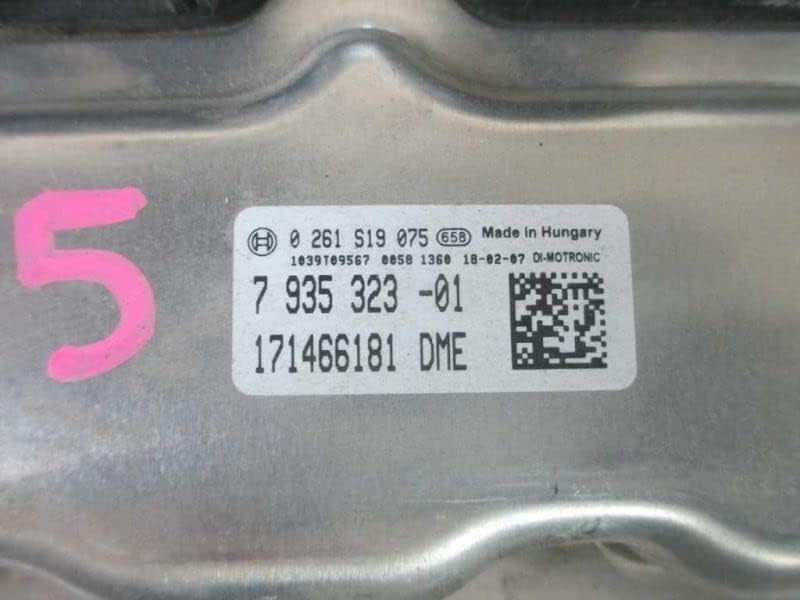 5
0 261 S19 075 658 Made in Hungary
1039T09567 0058 1360 18-02-07 DI-MOTRONIC
7 935 323 -01
171466181 DME